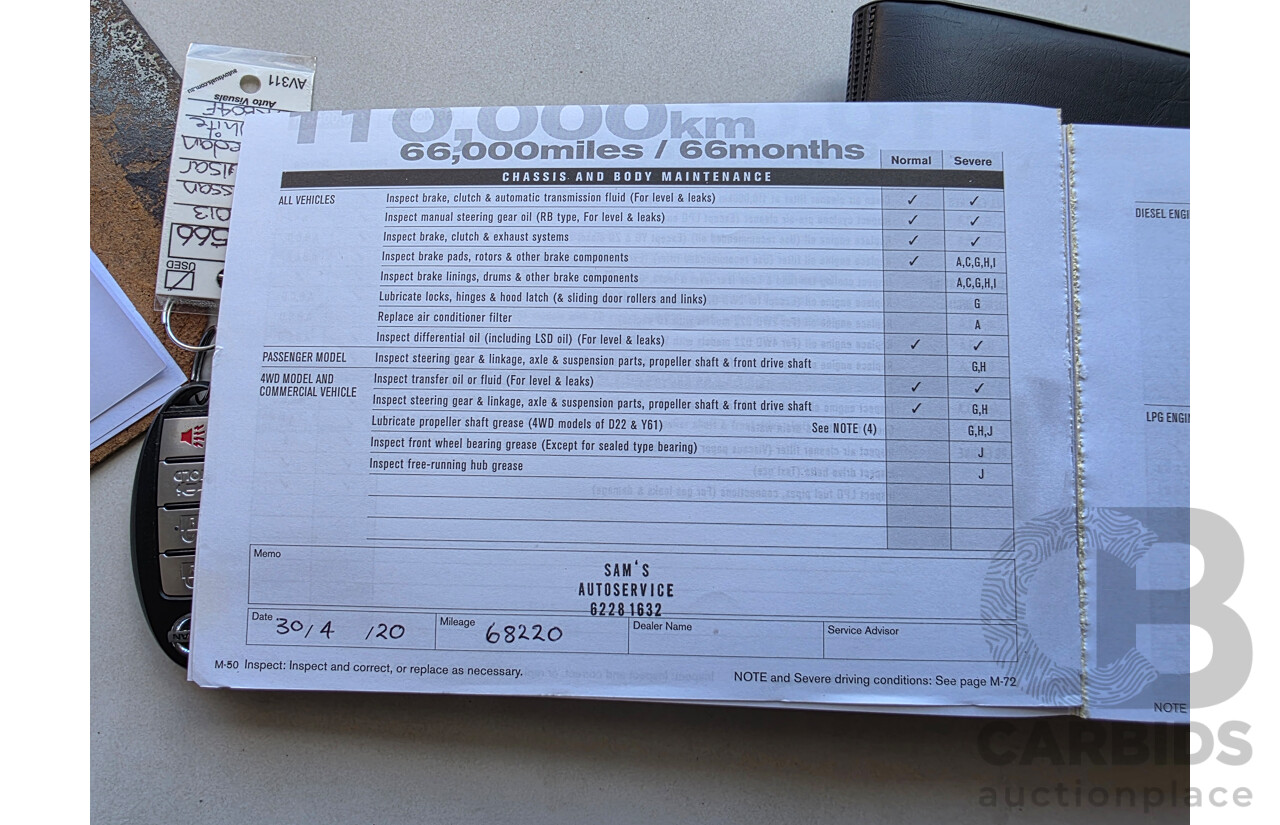 AV311
autovisuals.com.au
Auto Visuals
USED
110,000km
66,000miles / 66months
Normal Severe
CHASSIS AND BODY MAINTENANCE
ALL VEHICLES Inspect brake, clutch & automatic transmission fluid (For level & leaks) ✓ ✓
Inspect manual steering gear oil (RB type, For level & leaks) ✓ ✓
Inspect brake, clutch & exhaust systems ✓ ✓
Inspect brake pads, rotors & other brake components ✓ A,C,G,H,I
Inspect brake linings, drums & other brake components A,C,G,H,I
Lubricate locks, hinges & hood latch (& sliding door rollers and links) G
Replace air conditioner filter A
Inspect differential oil (including LSD oil) (For level & leaks) ✓ ✓
PASSENGER MODEL Inspect steering gear & linkage, axle & suspension parts, propeller shaft & front drive shaft G,H
4WD MODEL AND COMMERCIAL VEHICLE Inspect transfer oil or fluid (For level & leaks) ✓ ✓
Inspect steering gear & linkage, axle & suspension parts, propeller shaft & front drive shaft ✓ G,H
Lubricate propeller shaft grease (4WD models of D22 & Y61) See NOTE (4) G,H,J
Inspect front wheel bearing grease (Except for sealed type bearing) J
Inspect free-running hub grease J
Memo
SAM'S
AUTOSERVICE
6228 1632
Date 30/4 /20 Mileage 68220 Dealer Name Service Advisor
M-50 Inspect: Inspect and correct, or replace as necessary.
NOTE and Severe driving conditions: See page M-72
DIESEL ENGI
LPG ENGIN
NOTE
CB
CARBIDS
auctionplace